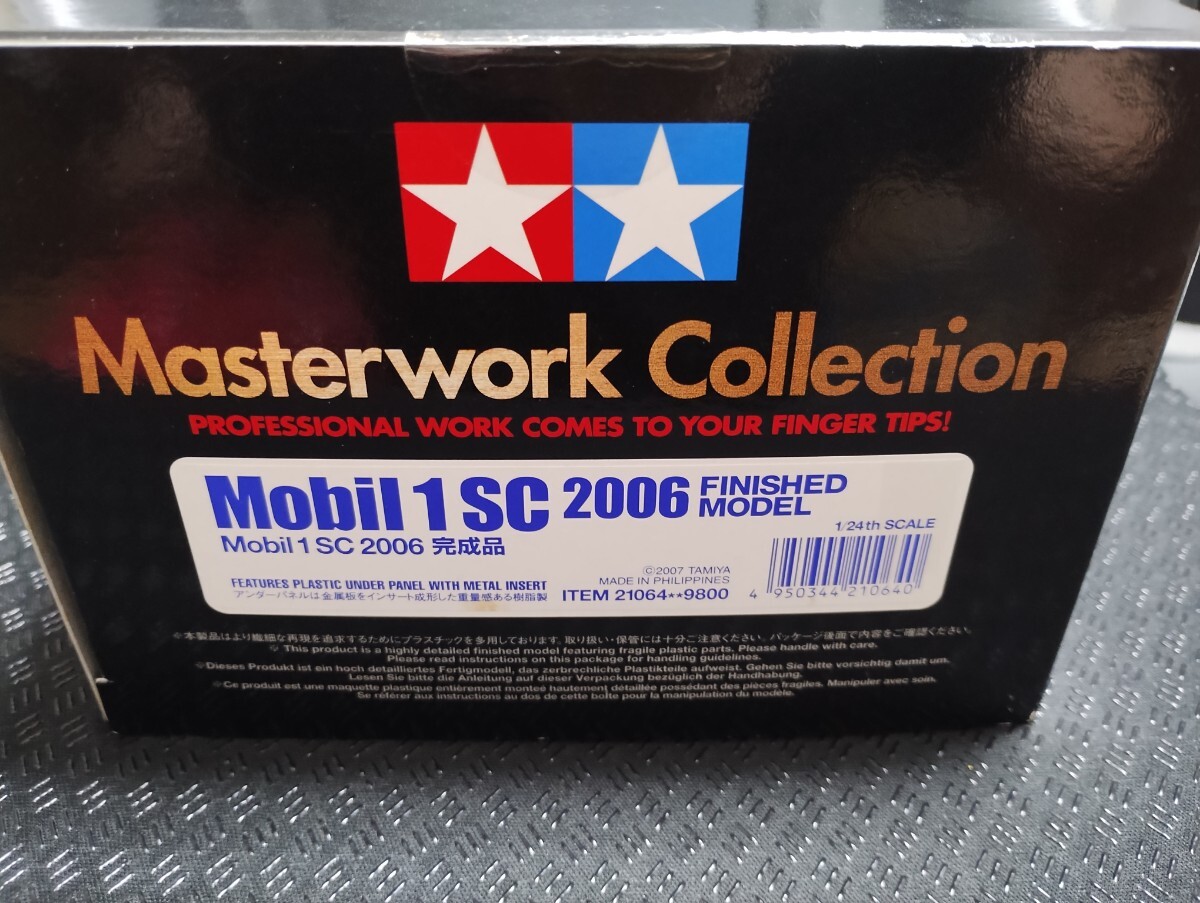 Masterwork Collection
PROFESSIONAL WORK COMES TO YOUR FINGER TIPS!
Mobil 1 SC 2006 FINISHED MODEL
1/24th SCALE
Mobil 1 SC 2006 完成品
©2007 TAMIYA
MADE IN PHILIPPINES
FEATURES PLASTIC UNDER PANEL WITH METAL INSERT
アンダーパネルは金属板をインサート成形した重量感ある樹脂製
ITEM 21064**9800
4 950344 210640
※本製品はより繊細な再現を追求するためにプラスチックを多用しております。取り扱い・保管には十分ご注意ください。パッケージ後面で内容をご確認ください。
※This product is a highly detailed finished model featuring fragile plastic parts. Please handle with care.
Please read instructions on this package for handling guidelines.
※Dieses Produkt ist ein hoch detailliertes Fertigmodell, das zerbrechliche Plastikteile aufweist. Gehen Sie bitte vorsichtig damit um.
Lesen Sie bitte die Anleitung auf dieser Verpackung bezüglich der Handhabung.
※Ce produit est une maquette plastique entièrement montée hautement détaillée possédant des pièces fragiles. Manipuler avec soin.
Se référer aux instructions au dos de cette boîte pour la manipulation du modèle.